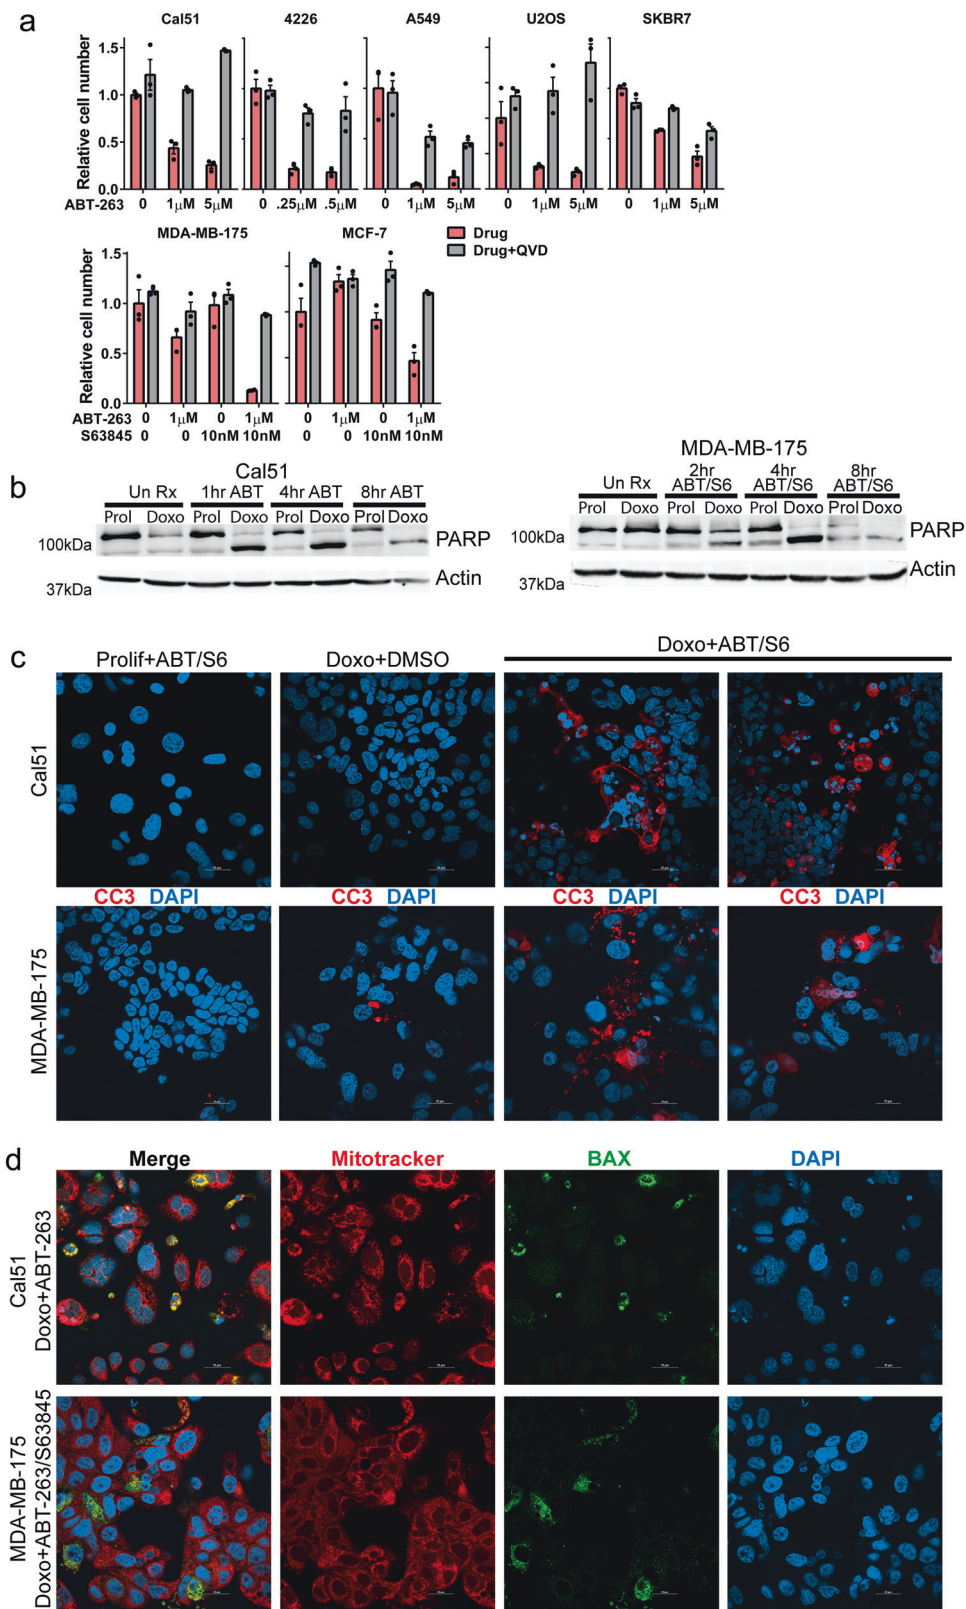 a
Cal51 4226 A549 U2OS SKBR7
Relative cell number
1.5
1.0
0.5
0.0
ABT-263 0 1μM 5μM 0 .25μM .5μM 0 1μM 5μM 0 1μM 5μM 0 1μM 5μM
MDA-MB-175 MCF-7
Drug
Drug+QVD
Relative cell number
1.5
1.0
0.5
0.0
ABT-263 0 1μM 0 1μM 0 1μM 0 1μM
S63845 0 0 10nM 10nM 0 0 10nM 10nM
b
Cal51
Un Rx 1hr ABT 4hr ABT 8hr ABT
Prol Doxo Prol Doxo Prol Doxo Prol Doxo
100kDa PARP
37kDa Actin
MDA-MB-175
Un Rx 2hr ABT/S6 4hr ABT/S6 8hr ABT/S6
Prol Doxo Prol Doxo Prol Doxo Prol Doxo
100kDa PARP
37kDa Actin
c
Prolif+ABT/S6 Doxo+DMSO Doxo+ABT/S6
Cal51
CC3 DAPI CC3 DAPI CC3 DAPI CC3 DAPI
MDA-MB-175
d
Merge Mitotracker BAX DAPI
Cal51
Doxo+ABT-263
MDA-MB-175
Doxo+ABT-263/S63845